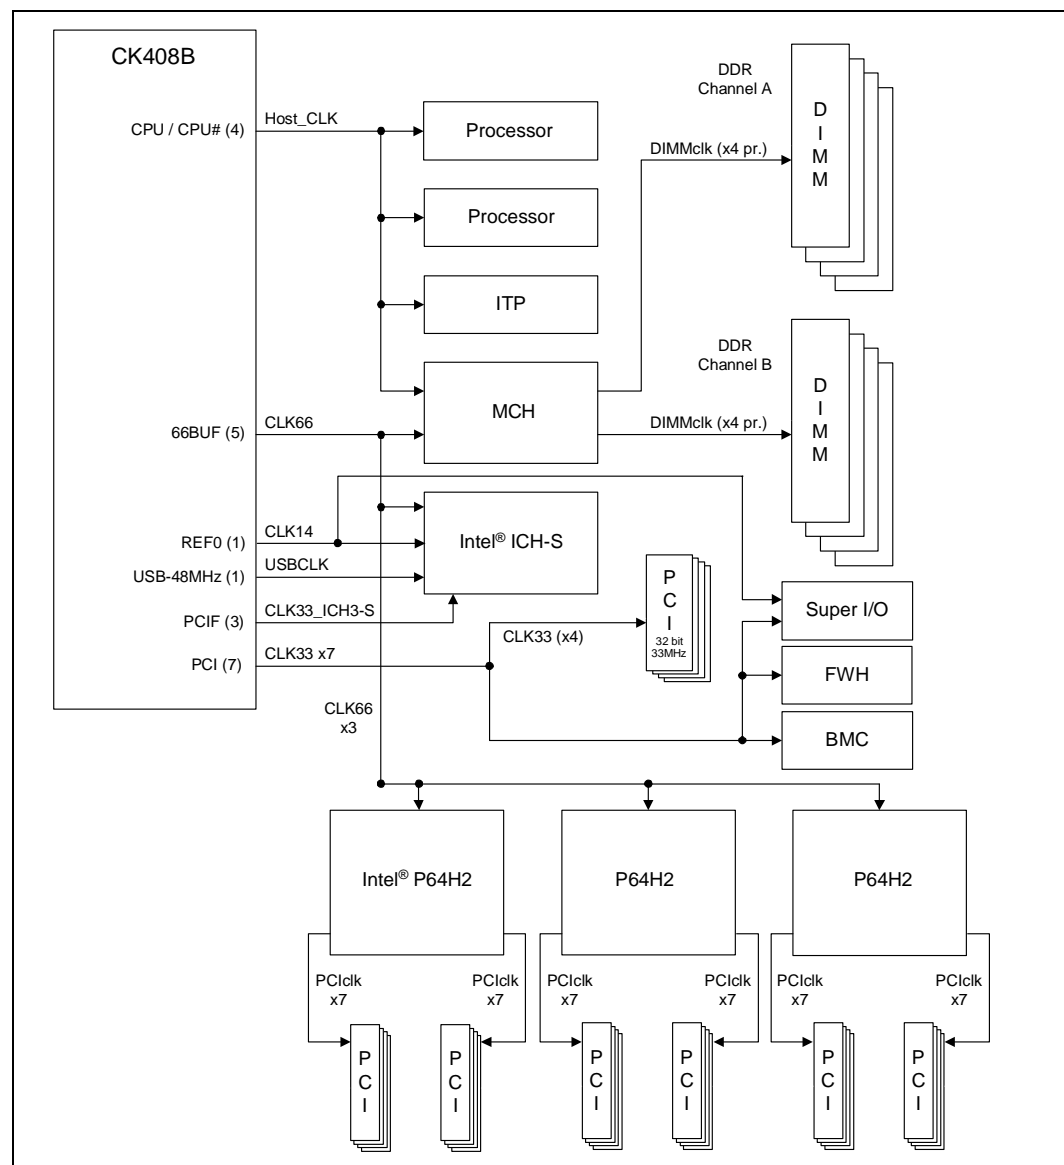 CK408B
CPU / CPU# (4)
Host_CLK
Processor
Processor
ITP
MCH
DDR
Channel A
DIMMclk (x4 pr.)
D
I
M
M
DDR
Channel B
DIMMclk (x4 pr.)
D
I
M
M
66BUF (5)
CLK66
REF0 (1)
CLK14
USB-48MHz (1)
USBCLK
PCIF (3)
CLK33_ICH3-S
PCI (7)
CLK33 x7
Intel® ICH-S
CLK33 (x4)
P
C
I
32 bit
33MHz
Super I/O
FWH
BMC
CLK66
x3
Intel® P64H2
P64H2
P64H2
PCIclk
x7
PCIclk
x7
PCIclk
x7
PCIclk
x7
PCIclk
x7
PCIclk
x7
P
C
I
P
C
I
P
C
I
P
C
I
P
C
I
P
C
I